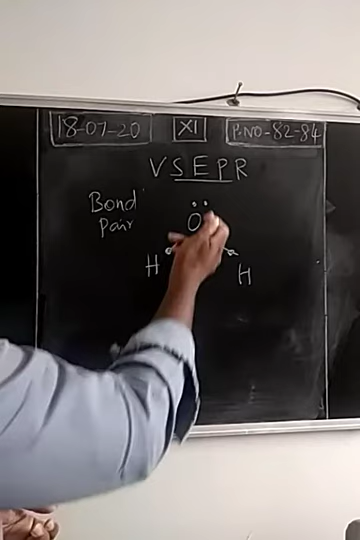 18-07-20 XI P.NO-82-84
VSEPR
Bond
Pair
O
H H